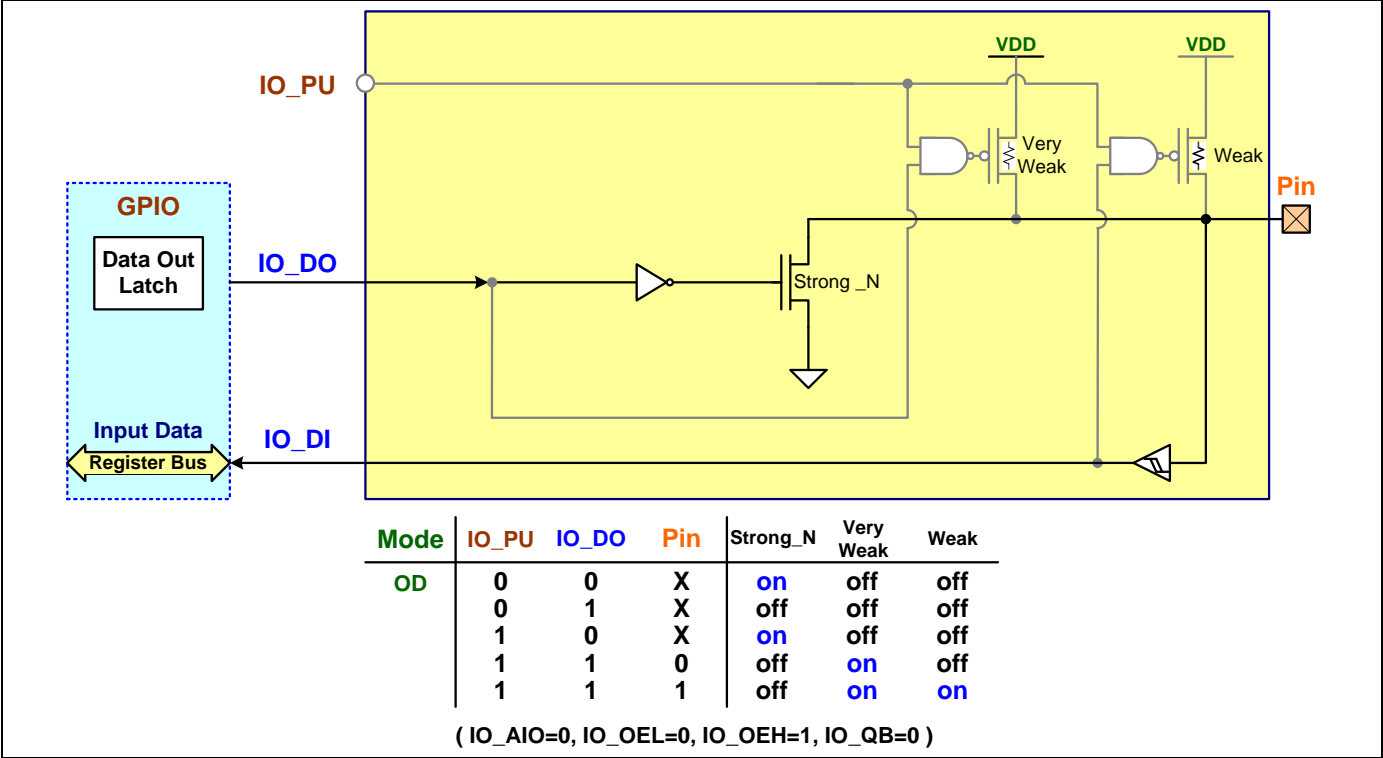 VDD
VDD
IO_PU
Very
Weak
Weak
Pin
GPIO
Data Out
Latch
IO_DO
Strong _N
Input Data
Register Bus
IO_DI
Mode IO_PU IO_DO Pin Strong_N Very Weak Weak
OD 0 0 X on off off
0 1 X off off off
1 0 X on off off
1 1 0 off on off
1 1 1 off on on
( IO_AIO=0, IO_OEL=0, IO_OEH=1, IO_QB=0 )